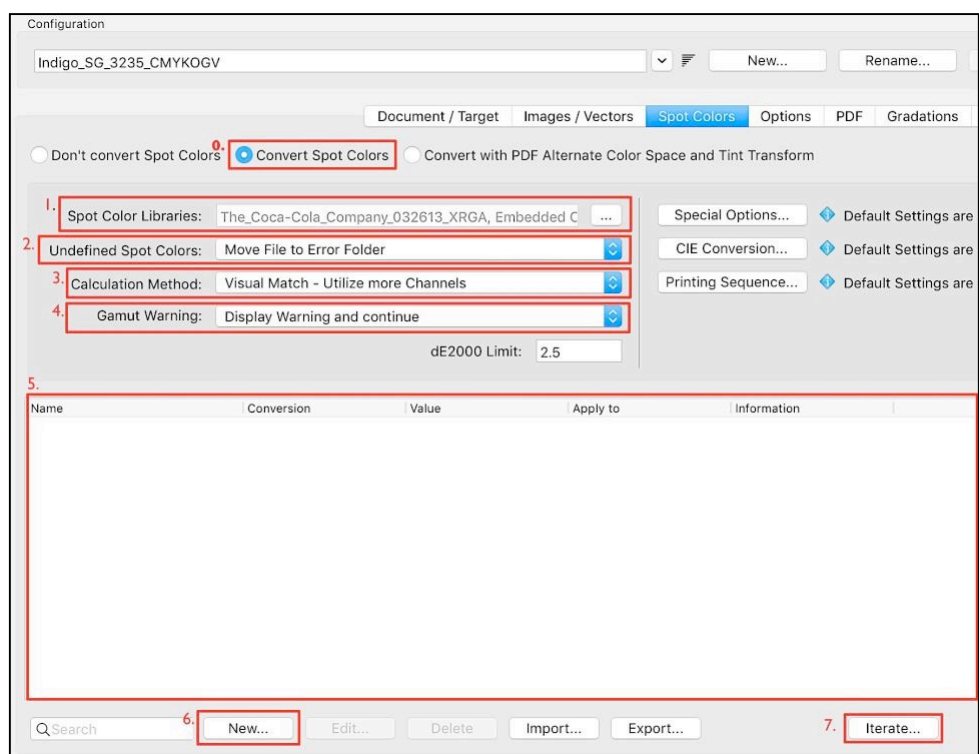 Configuration
Indigo_SG_3235_CMYKOGV New... Rename...
Document / Target Images / Vectors Spot Colors Options PDF Gradations
Don't convert Spot Colors 0. Convert Spot Colors Convert with PDF Alternate Color Space and Tint Transform
1. Spot Color Libraries: The_Coca-Cola_Company_032613_XRGA, Embedded C ... Special Options... Default Settings are
2. Undefined Spot Colors: Move File to Error Folder CIE Conversion... Default Settings are
3. Calculation Method: Visual Match - Utilize more Channels Printing Sequence... Default Settings are
4. Gamut Warning: Display Warning and continue
dE2000 Limit: 2.5
5.
Name Conversion Value Apply to Information
Search 6. New... Edit... Delete Import... Export... 7. Iterate...